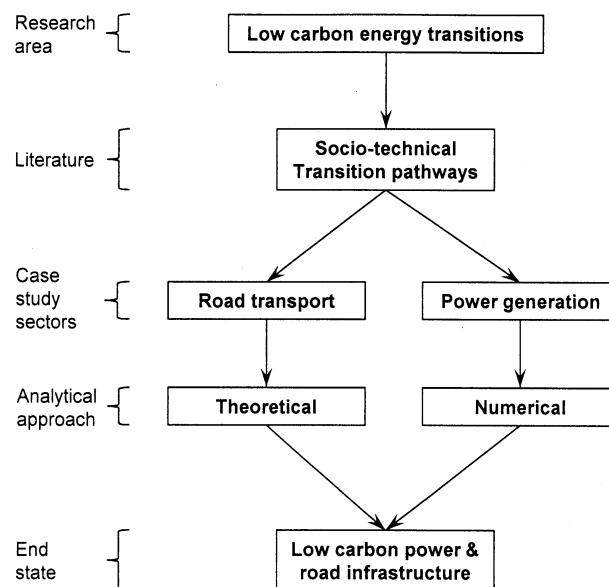 Research
area
Low carbon energy transitions
Literature
Socio-technical
Transition pathways
Case
study
sectors
Road transport
Power generation
Analytical
approach
Theoretical
Numerical
End
state
Low carbon power &
road infrastructure